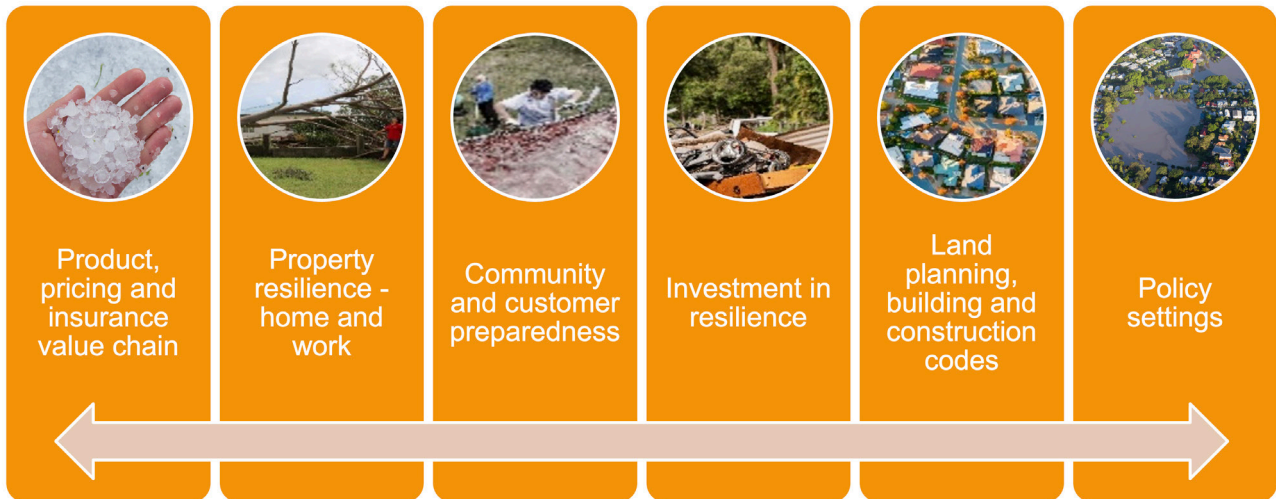 Product,
pricing and
insurance
value chain
Property
resilience -
home and
work
Community
and customer
preparedness
Investment in
resilience
Land
planning,
building and
construction
codes
Policy
settings